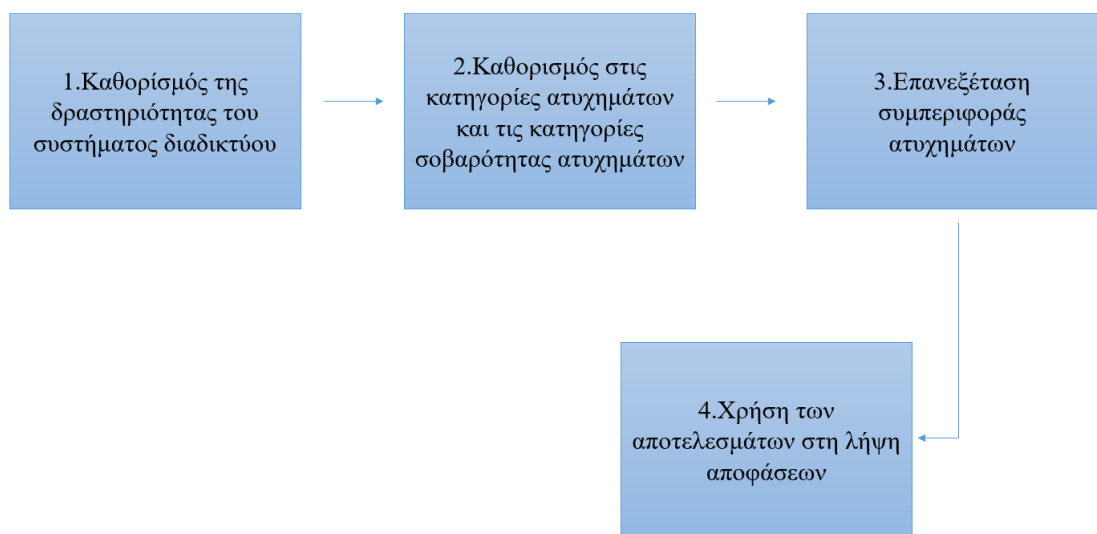 1.Καθορίσμός της
δραστηριότητας του
συστήματος διαδικτύου
2.Καθορισμός στις
κατηγορίες ατυχημάτων
και τις κατηγορίες
σοβαρότητας ατυχημάτων
3.Επανεξέταση
συμπεριφοράς
ατυχημάτων
4.Χρήση των
αποτελεσμάτων στη λήψη
αποφάσεων